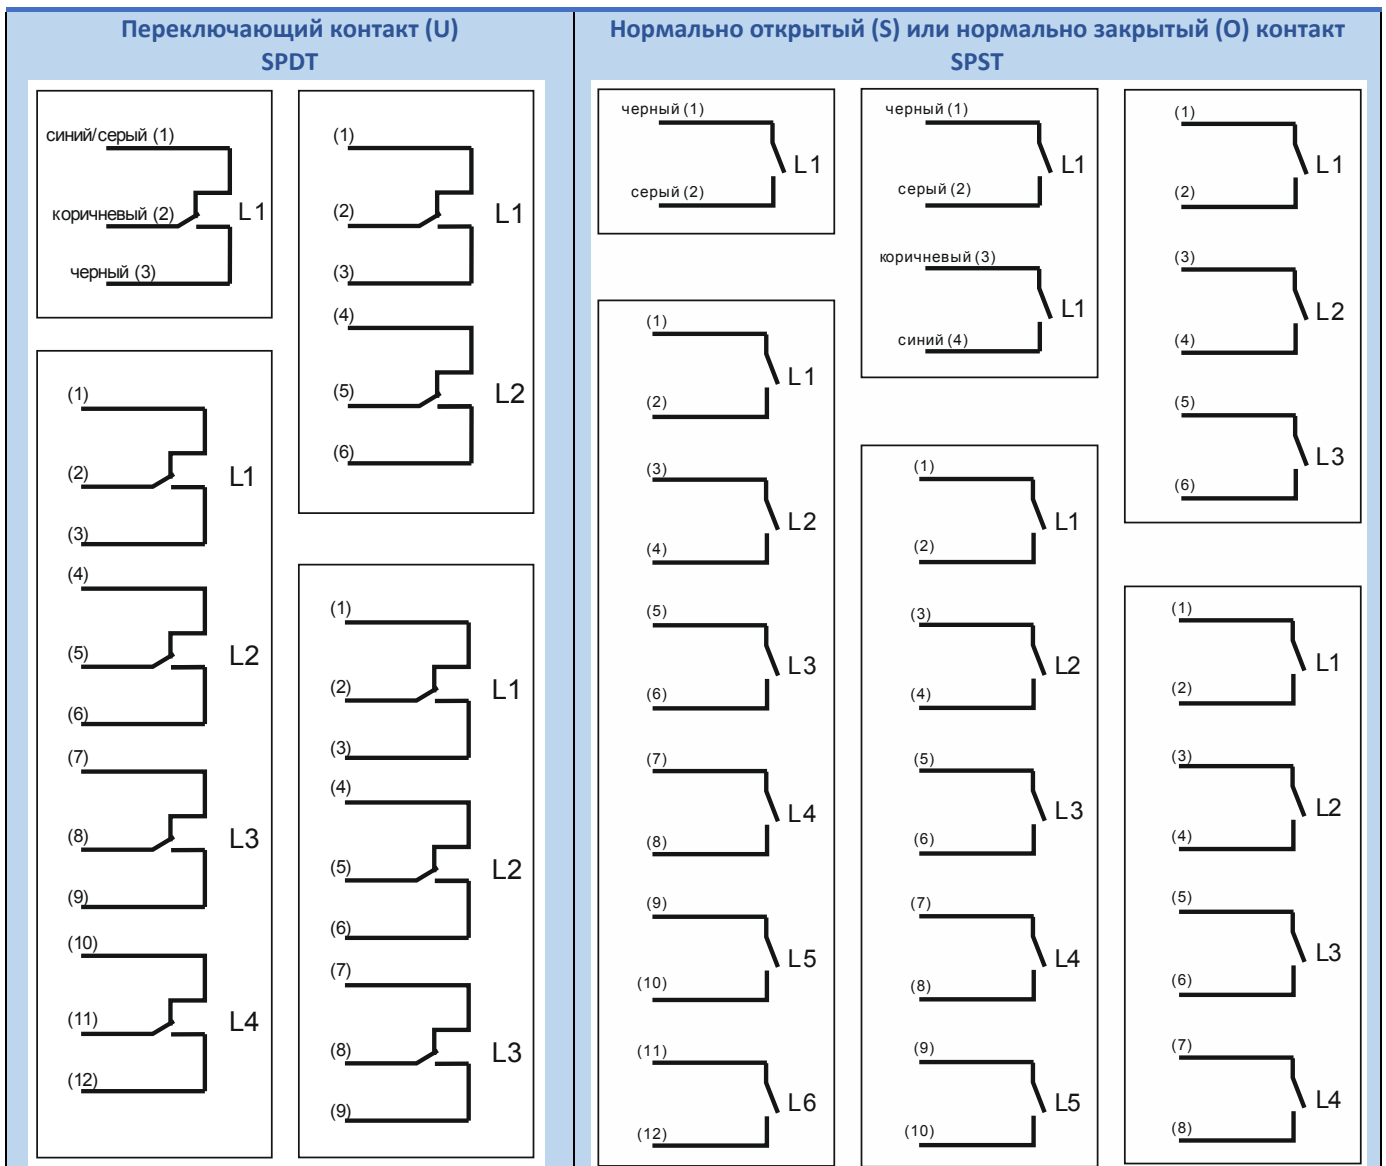 Переключающий контакт (U)
SPDT
синий/серый (1)
коричневый (2)
L1
черный (3)
(1)
(2)
L1
(3)
(4)
(5)
L2
(6)
(1)
(2)
L1
(3)
(4)
(5)
L2
(6)
(7)
(8)
L3
(9)
(10)
(11)
L4
(12)
(1)
(2)
L1
(3)
(4)
(5)
L2
(6)
(7)
(8)
L3
(9)
Нормально открытый (S) или нормально закрытый (O) контакт
SPST
черный (1)
L1
серый (2)
черный (1)
L1
серый (2)
коричневый (3)
L1
синий (4)
(1)
L1
(2)
(3)
L2
(4)
(5)
L3
(6)
(1)
L1
(2)
(3)
L2
(4)
(5)
L3
(6)
(7)
L4
(8)
(9)
L5
(10)
(11)
L6
(12)
(1)
L1
(2)
(3)
L2
(4)
(5)
L3
(6)
(7)
L4
(8)
(9)
L5
(10)
(1)
L1
(2)
(3)
L2
(4)
(5)
L3
(6)
(7)
L4
(8)